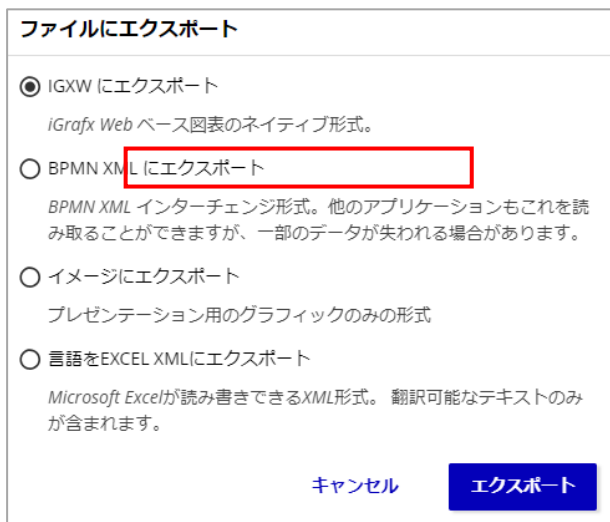 ファイルにエクスポート
IGXW にエクスポート
iGrafx Web ベース図表のネイティブ形式。
BPMN XML にエクスポート
BPMN XML インターチェンジ形式。他のアプリケーションもこれを読
み取ることができますが、一部のデータが失われる場合があります。
イメージにエクスポート
プレゼンテーション用のグラフィックのみの形式
言語をEXCEL XMLにエクスポート
Microsoft Excelが読み書きできるXML形式。 翻訳可能なテキストのみ
が含まれます。
キャンセル エクスポート